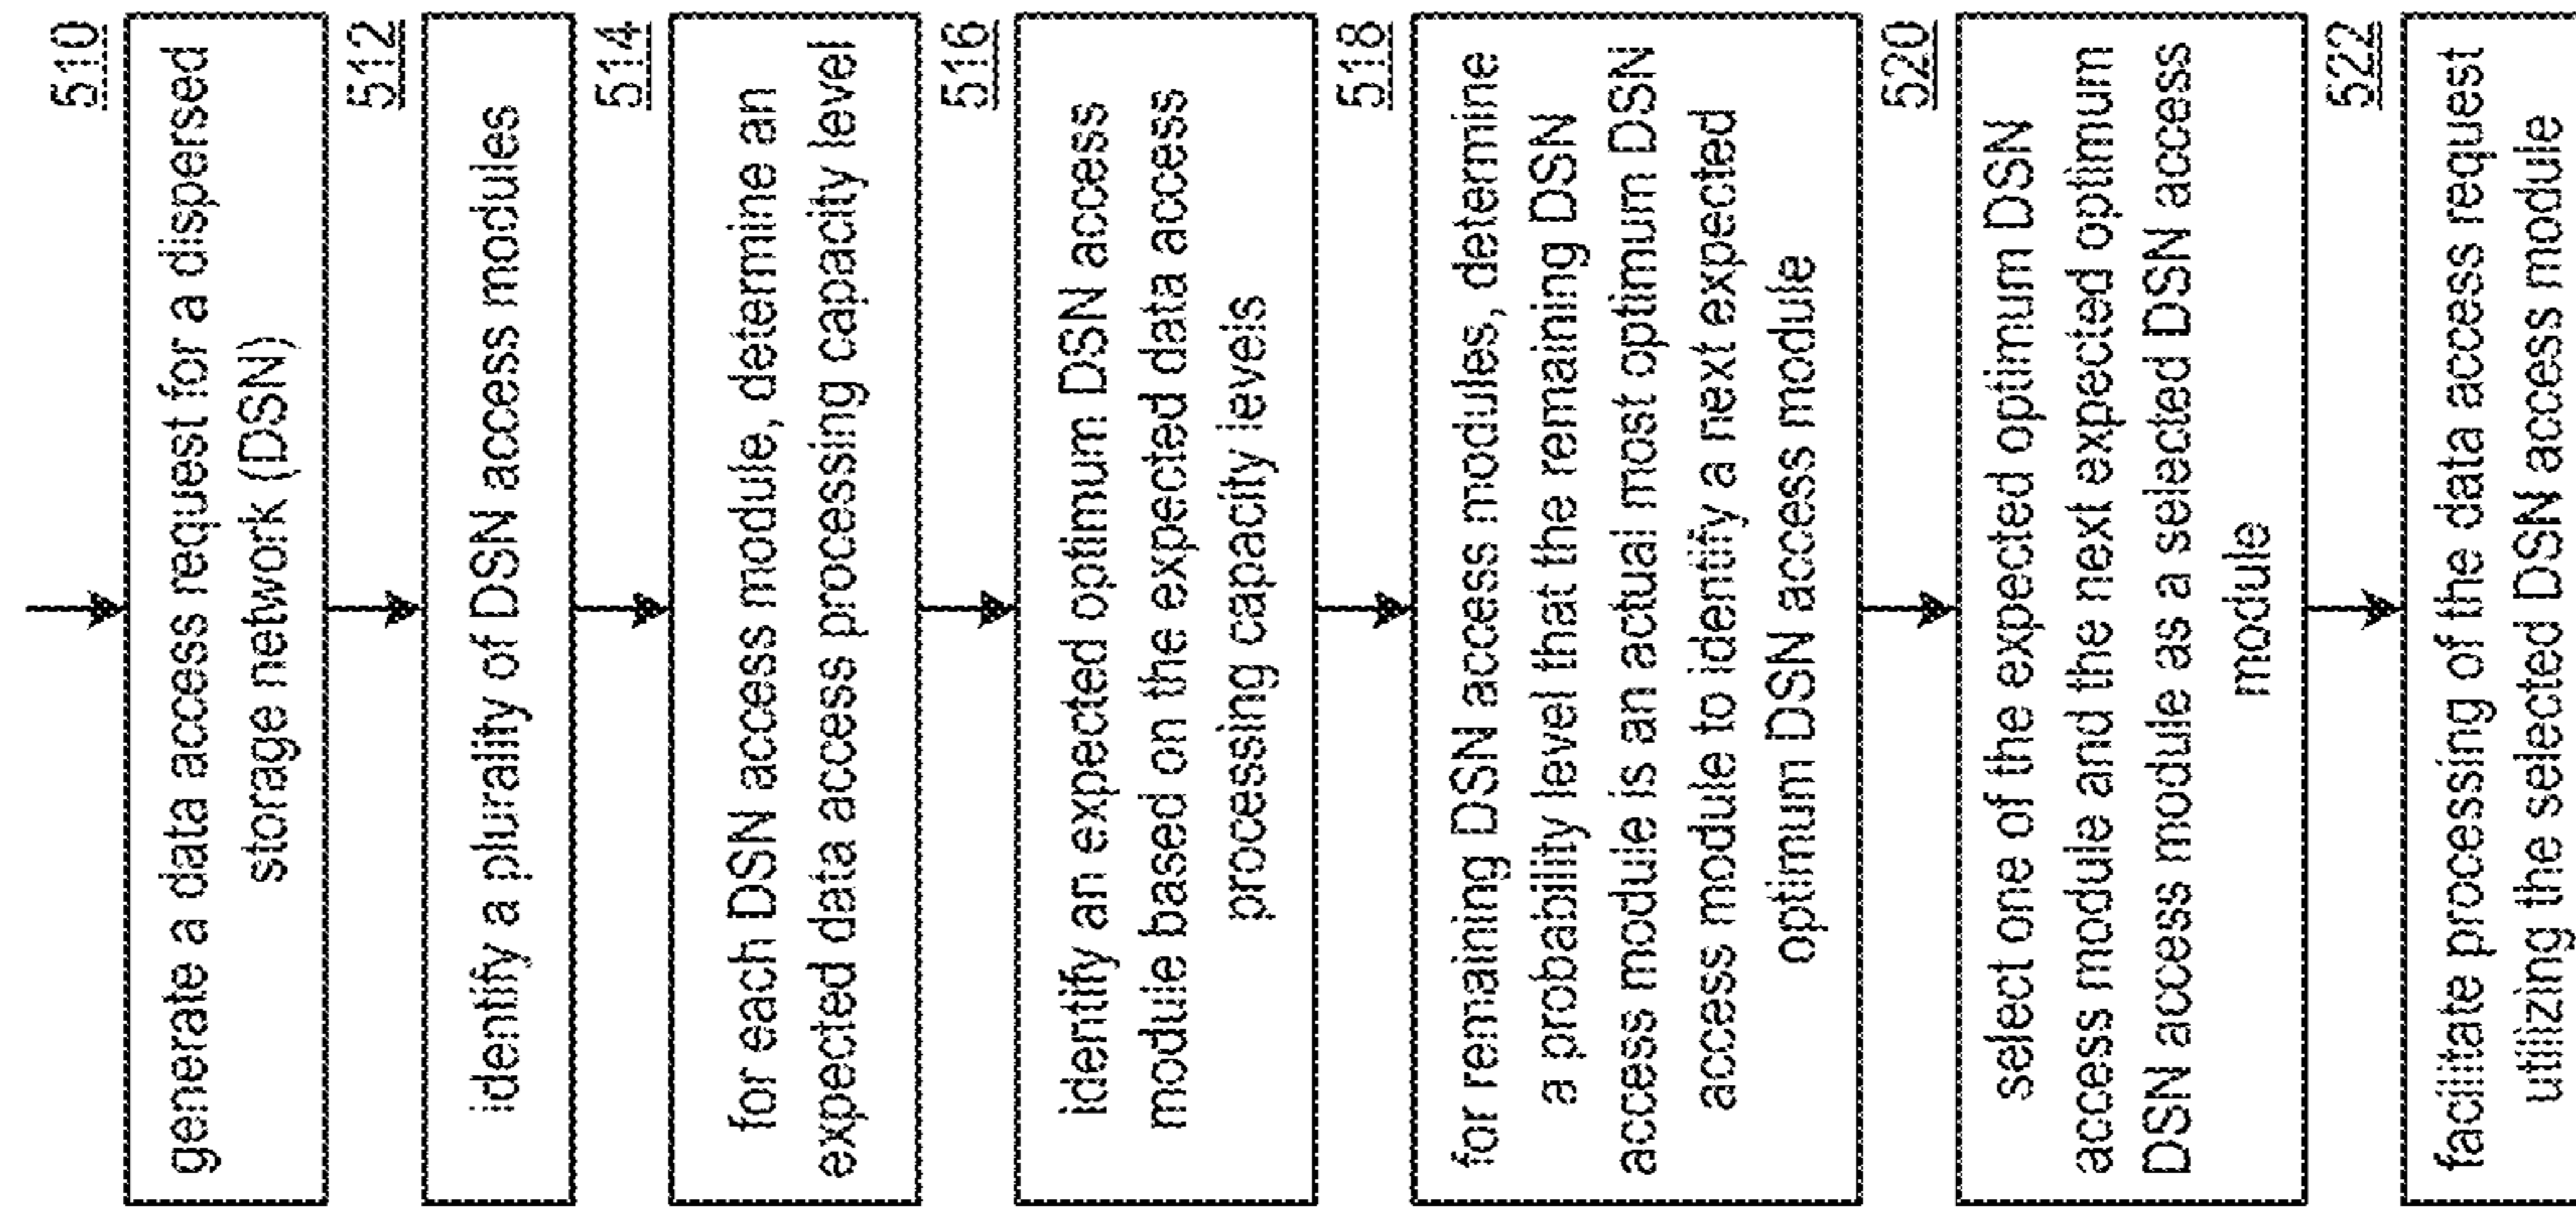 510
generate a data access request for a dispersed
storage network (DSN)
512
identify a plurality of DSN access modules
514
for each DSN access module, determine an
expected data access processing capacity level
516
identify an expected optimum DSN access
module based on the expected data access
processing capacity levels
518
for remaining DSN access modules, determine
a probability level that the remaining DSN
access module is an actual most optimum DSN
access module to identify a next expected
optimum DSN access module
520
select one of the expected optimum DSN
access module and the next expected optimum
DSN access module as a selected DSN access
module
522
facilitate processing of the data access request
utilizing the selected DSN access module